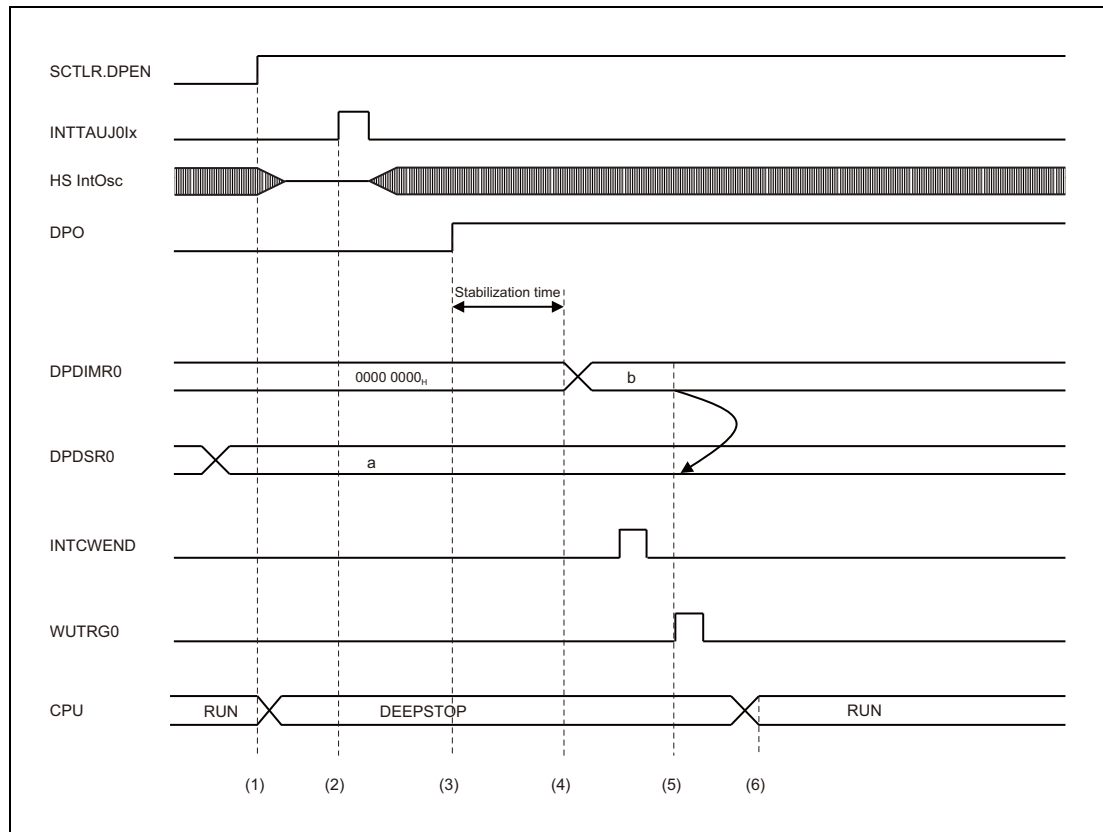 SCTLR.DPEN
INTTAUJ0Ix
HS IntOsc
DPO
Stabilization time
DPDIMR0
0000 0000H
b
DPDSR0
a
INTCWEND
WUTRG0
CPU
RUN
DEEPSTOP
RUN
(1) (2) (3) (4) (5) (6)